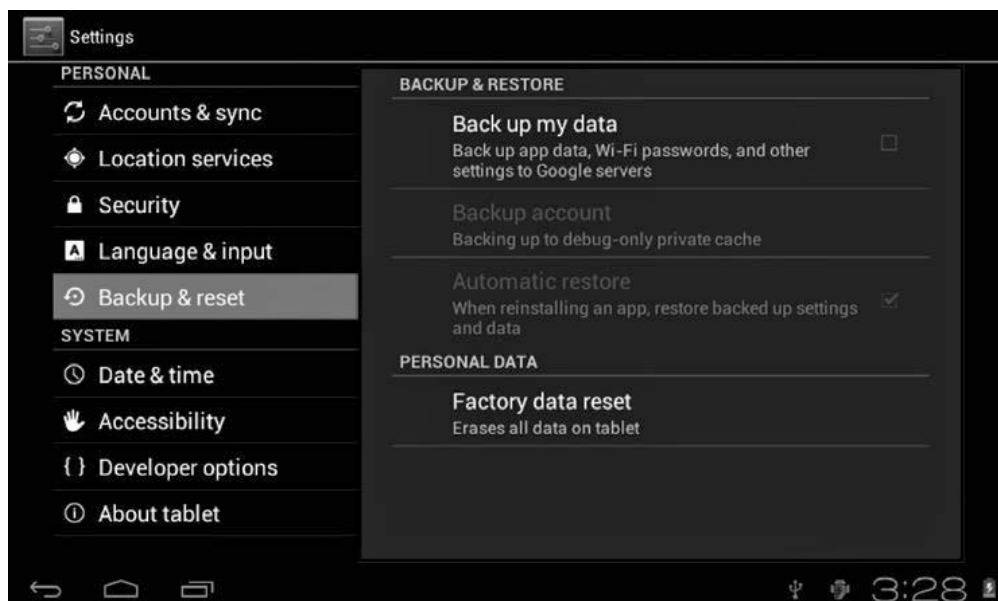 Settings
PERSONAL
Accounts & sync
Location services
Security
Language & input
Backup & reset
SYSTEM
Date & time
Accessibility
Developer options
About tablet
BACKUP & RESTORE
Back up my data
Back up app data, Wi-Fi passwords, and other
settings to Google servers
Backup account
Backing up to debug-only private cache
Automatic restore
When reinstalling an app, restore backed up settings
and data
PERSONAL DATA
Factory data reset
Erases all data on tablet
3:28